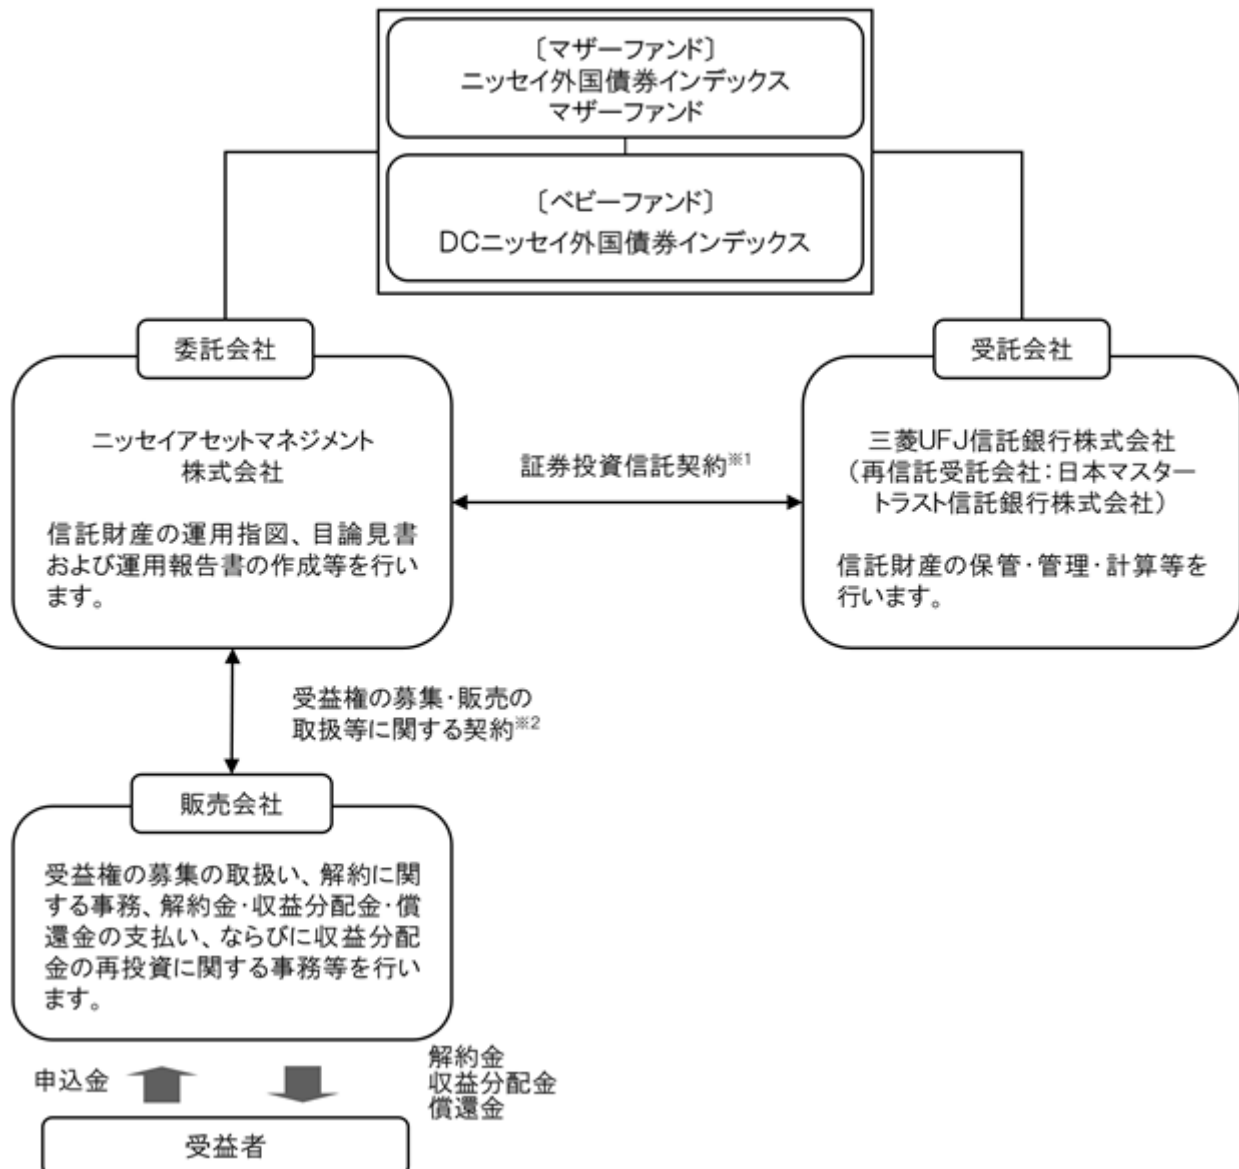 〔マザーファンド〕
ニッセイ外国債券インデックス
マザーファンド
〔ベビーファンド〕
DCニッセイ外国債券インデックス
委託会社
ニッセイアセットマネジメント
株式会社
信託財産の運用指図、目論見書
および運用報告書の作成等を行い
ます。
証券投資信託契約※1
受託会社
三菱UFJ信託銀行株式会社
（再信託受託会社：日本マスター
トラスト信託銀行株式会社）
信託財産の保管・管理・計算等を
行います。
受益権の募集・販売の
取扱等に関する契約※2
販売会社
受益権の募集の取扱い、解約に関
する事務、解約金・収益分配金・償
還金の支払い、ならびに収益分配
金の再投資に関する事務等を行い
ます。
申込金
解約金
収益分配金
償還金
受益者